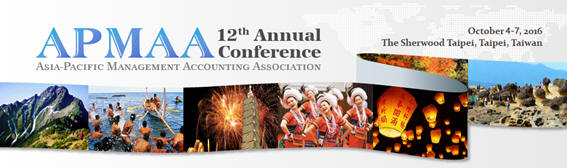 APMAA 12th Annual Conference
ASIA-PACIFIC MANAGEMENT ACCOUNTING ASSOCIATION
October 4-7, 2016
The Sherwood Taipei, Taipei, Taiwan